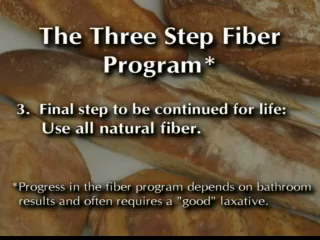 The Three Step Fiber
Program*
3. Final step to be continued for life:
Use all natural fiber.
*Progress in the fiber program depends on bathroom
results and often requires a "good" laxative.